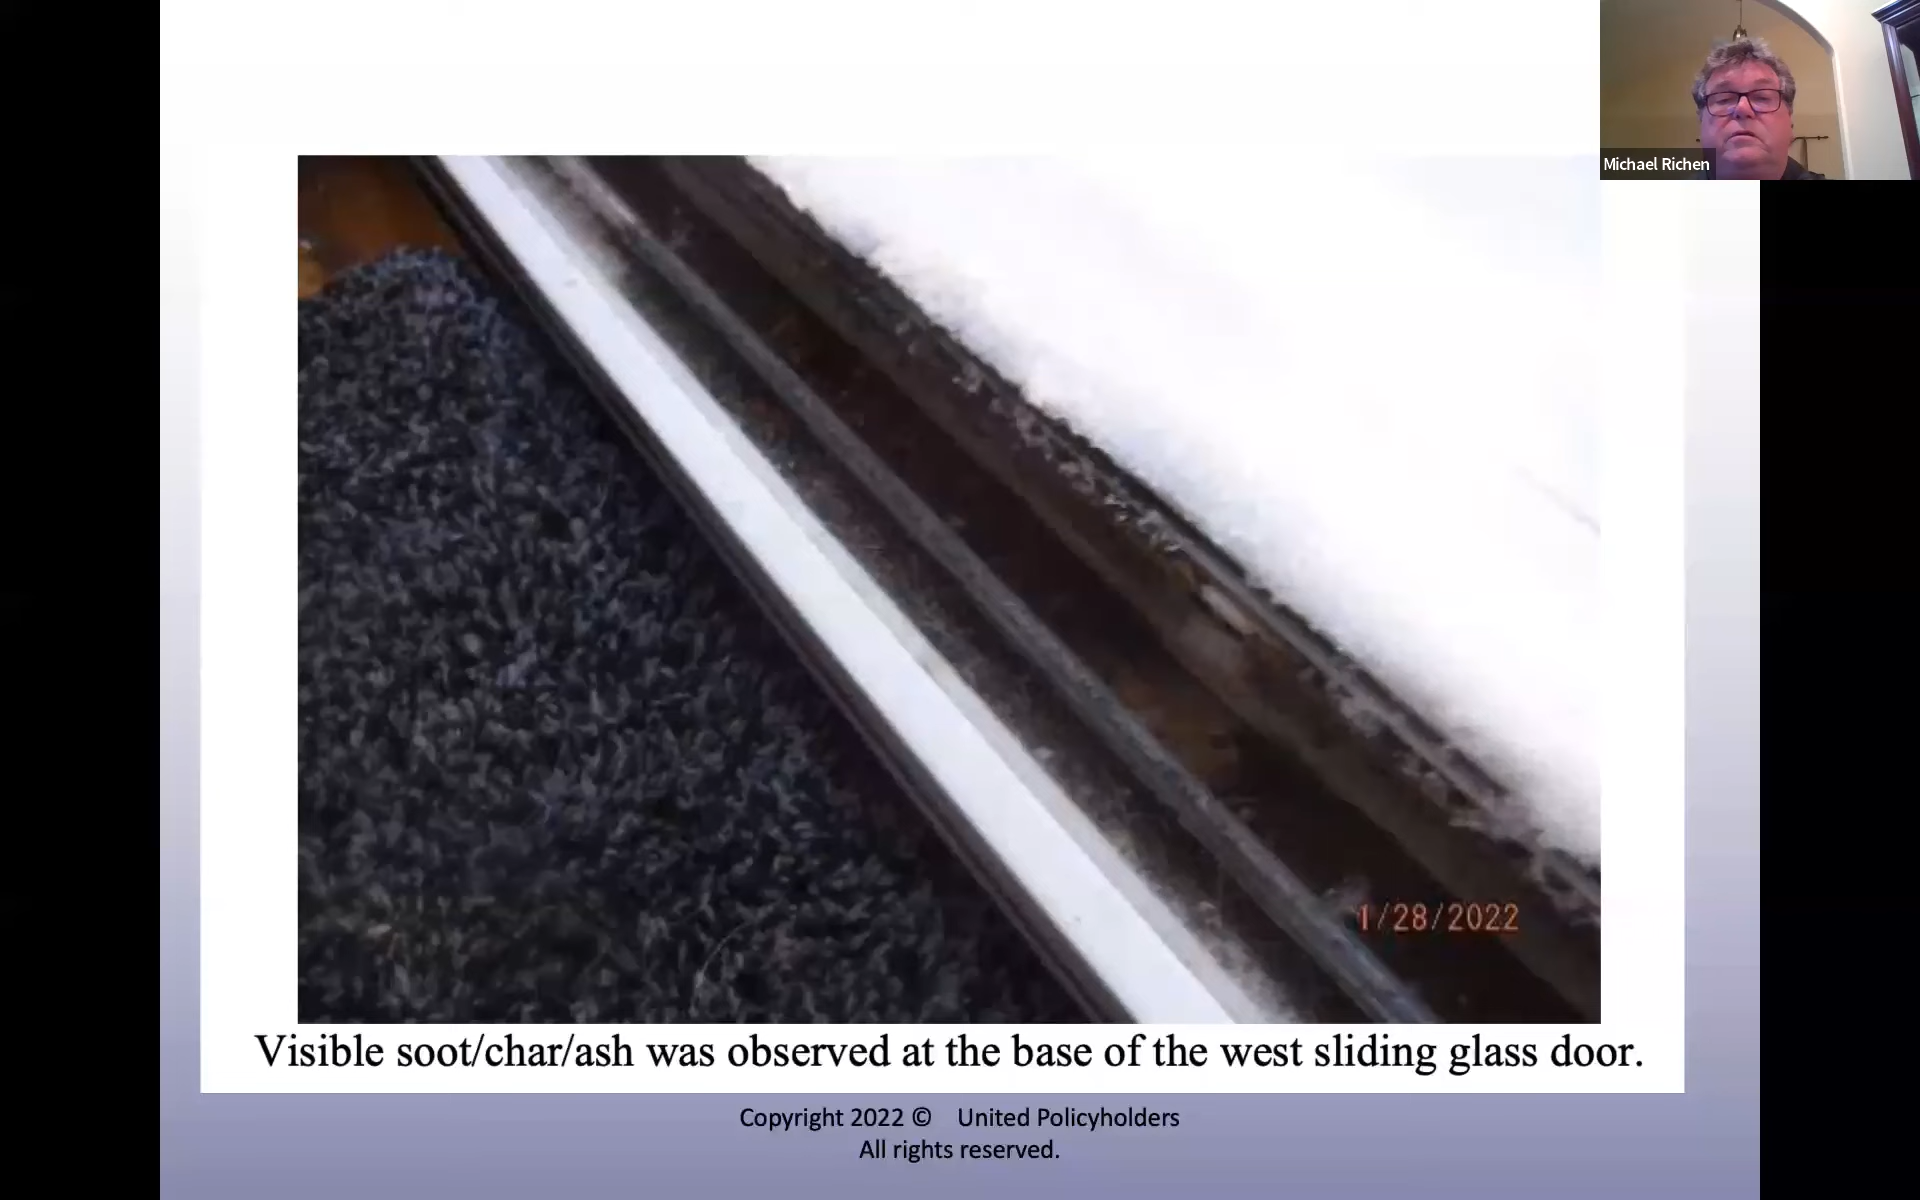 Michael Richen
1/28/2022
Visible soot/char/ash was observed at the base of the west sliding glass door.
Copyright 2022 © United Policyholders
All rights reserved.